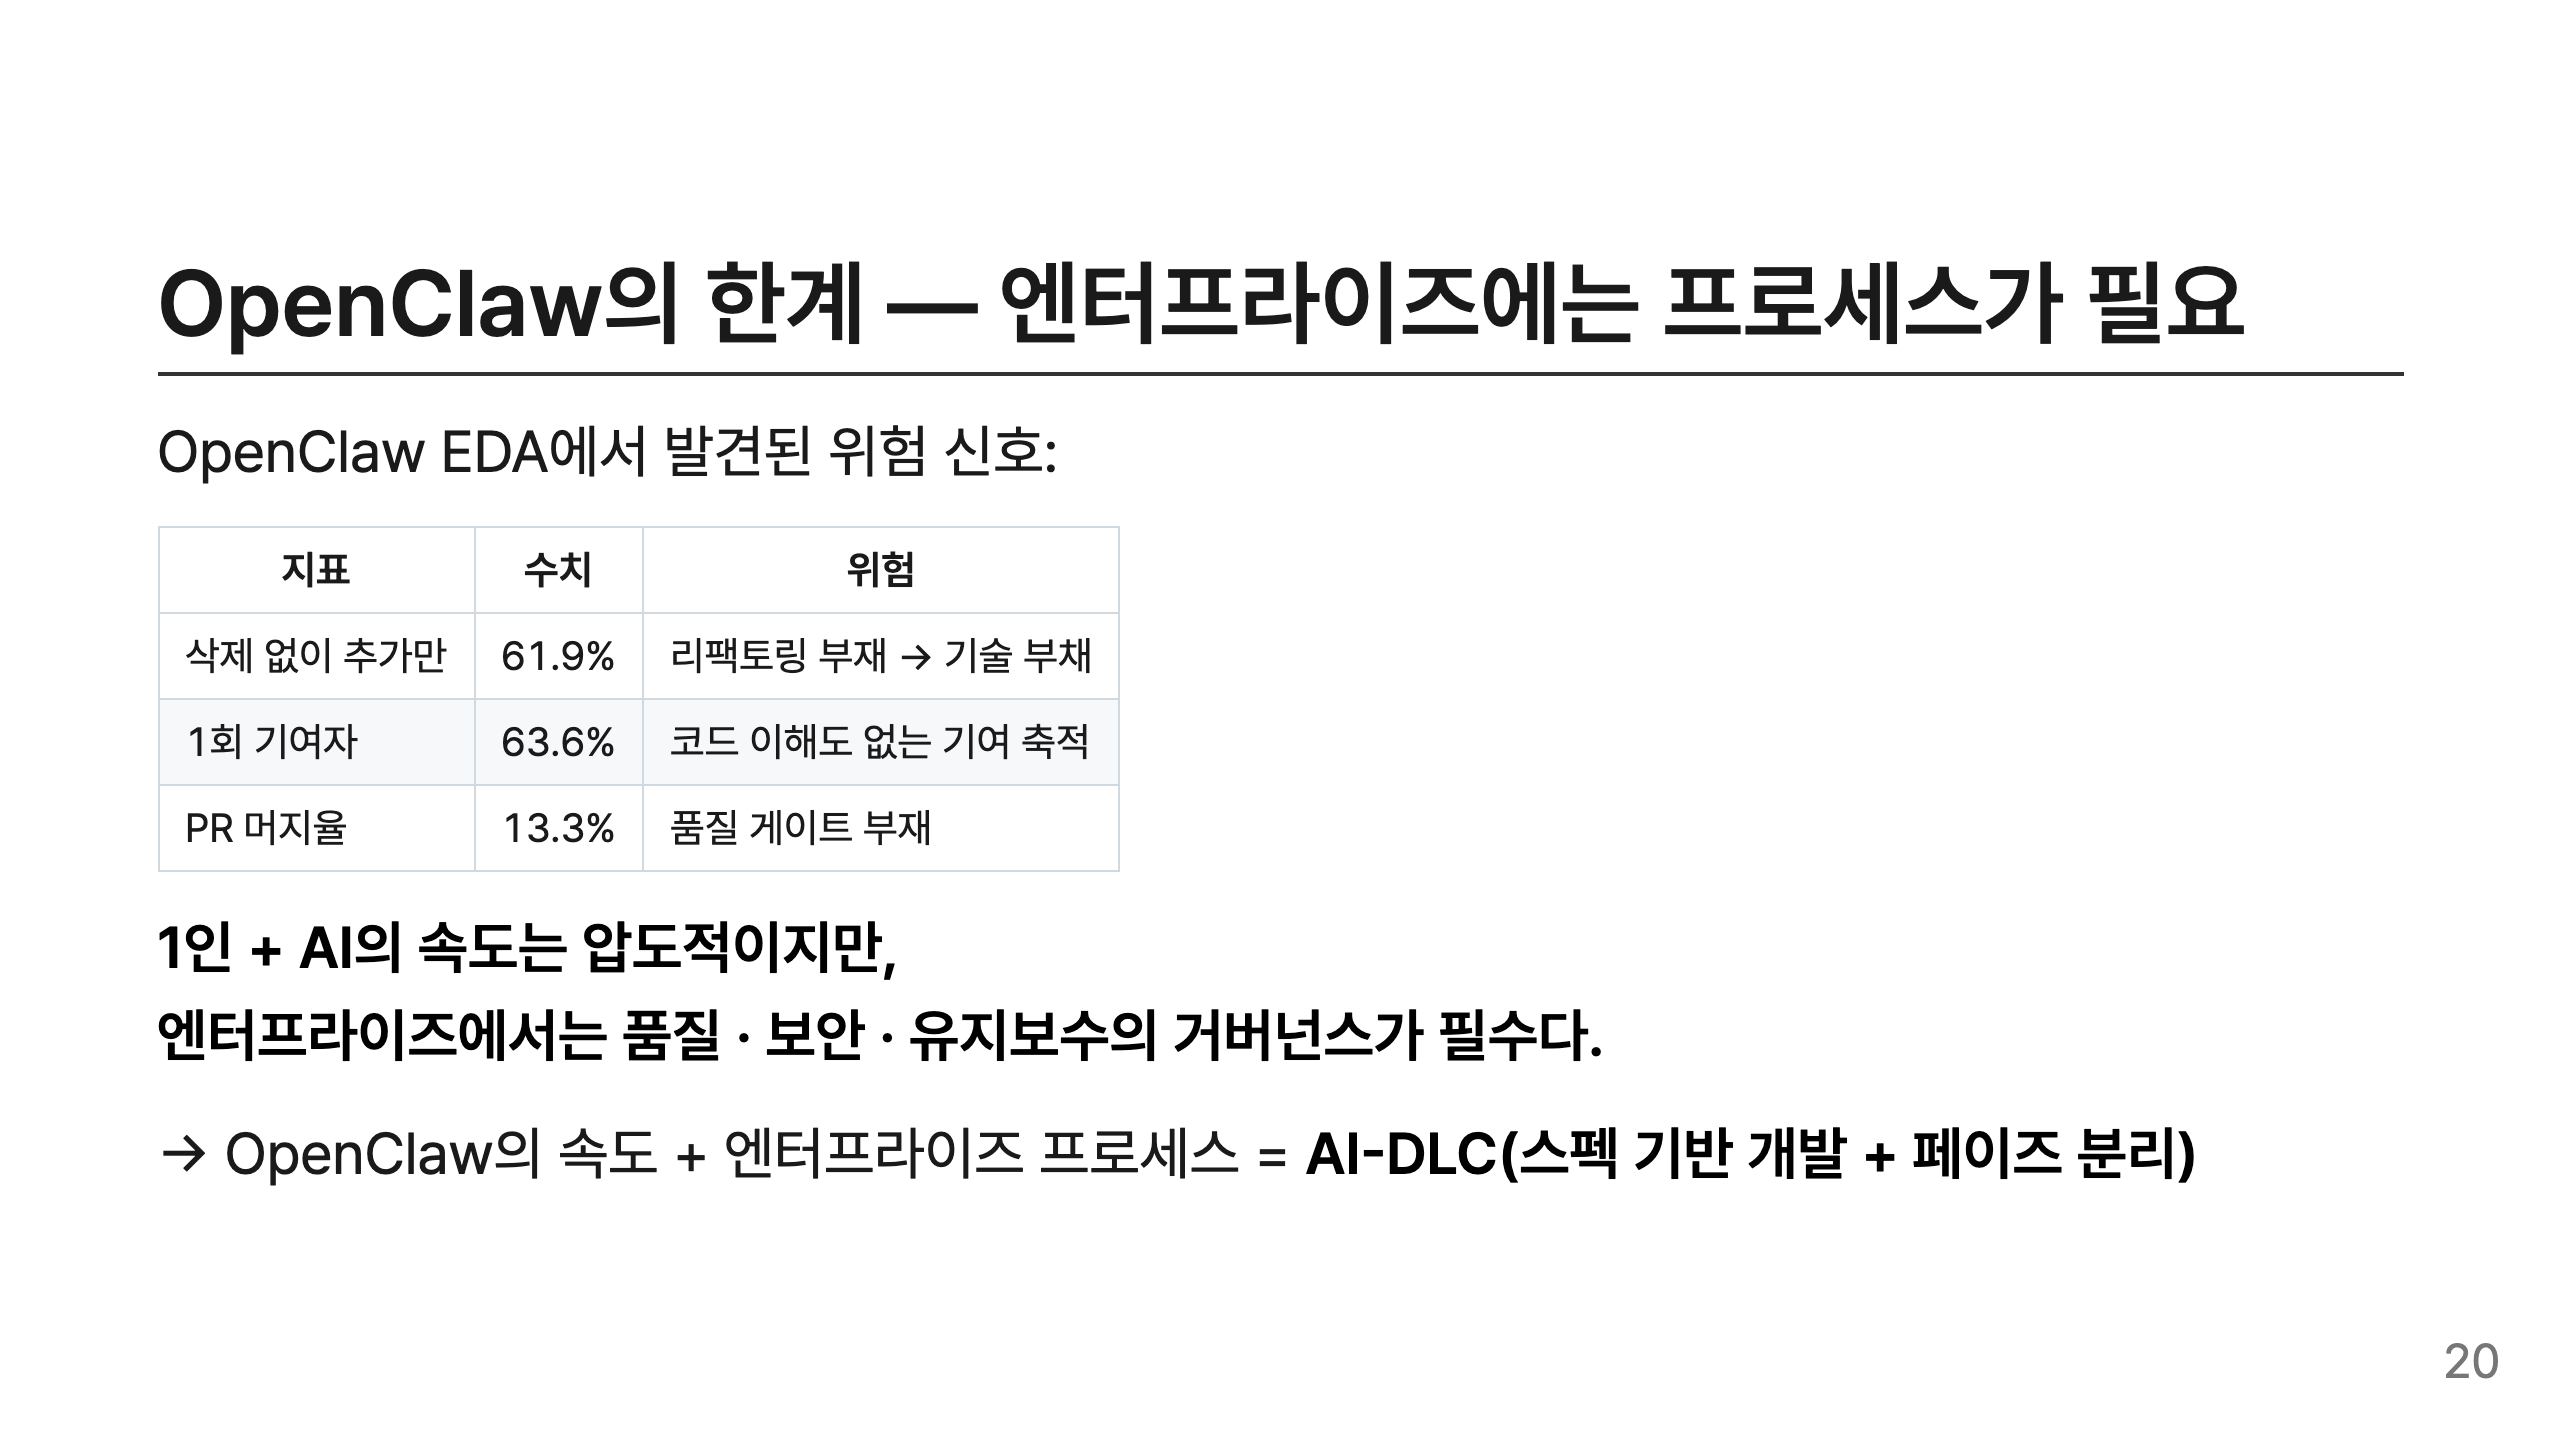 OpenClaw의 한계 — 엔터프라이즈에는 프로세스가 필요
OpenClaw EDA에서 발견된 위험 신호:
지표 수치 위험
삭제 없이 추가만 61.9% 리팩토링 부재 → 기술 부채
1회 기여자 63.6% 코드 이해도 없는 기여 축적
PR 머지율 13.3% 품질 게이트 부재
1인 + AI의 속도는 압도적이지만,
엔터프라이즈에서는 품질 · 보안 · 유지보수의 거버넌스가 필수다.
→ OpenClaw의 속도 + 엔터프라이즈 프로세스 = AI-DLC(스펙 기반 개발 + 페이즈 분리)
20